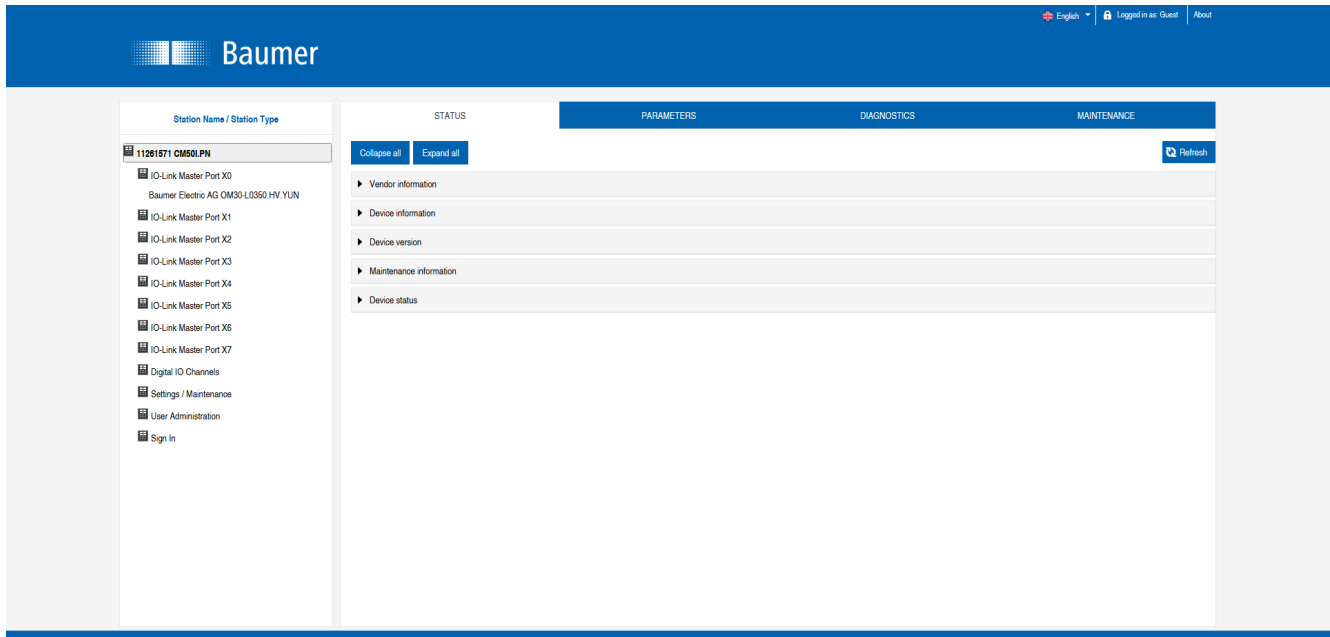 English
Logged in as: Guest
About
Baumer
Station Name / Station Type
11261571 CM50I.PN
IO-Link Master Port X0
Baumer Electric AG OM30-L0350.HV.YUN
IO-Link Master Port X1
IO-Link Master Port X2
IO-Link Master Port X3
IO-Link Master Port X4
IO-Link Master Port X5
IO-Link Master Port X6
IO-Link Master Port X7
Digital IO Channels
Settings / Maintenance
User Administration
Sign In
STATUS
PARAMETERS
DIAGNOSTICS
MAINTENANCE
Collapse all
Expand all
Refresh
Vendor information
Device information
Device version
Maintenance information
Device status